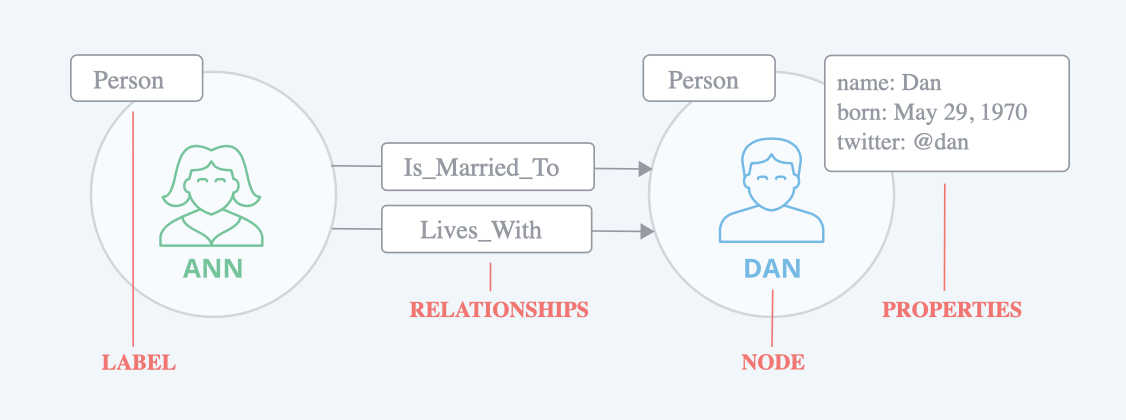 Person
Person
name: Dan
born: May 29, 1970
twitter: @dan
Is_Married_To
Lives_With
ANN
DAN
RELATIONSHIPS
PROPERTIES
LABEL
NODE